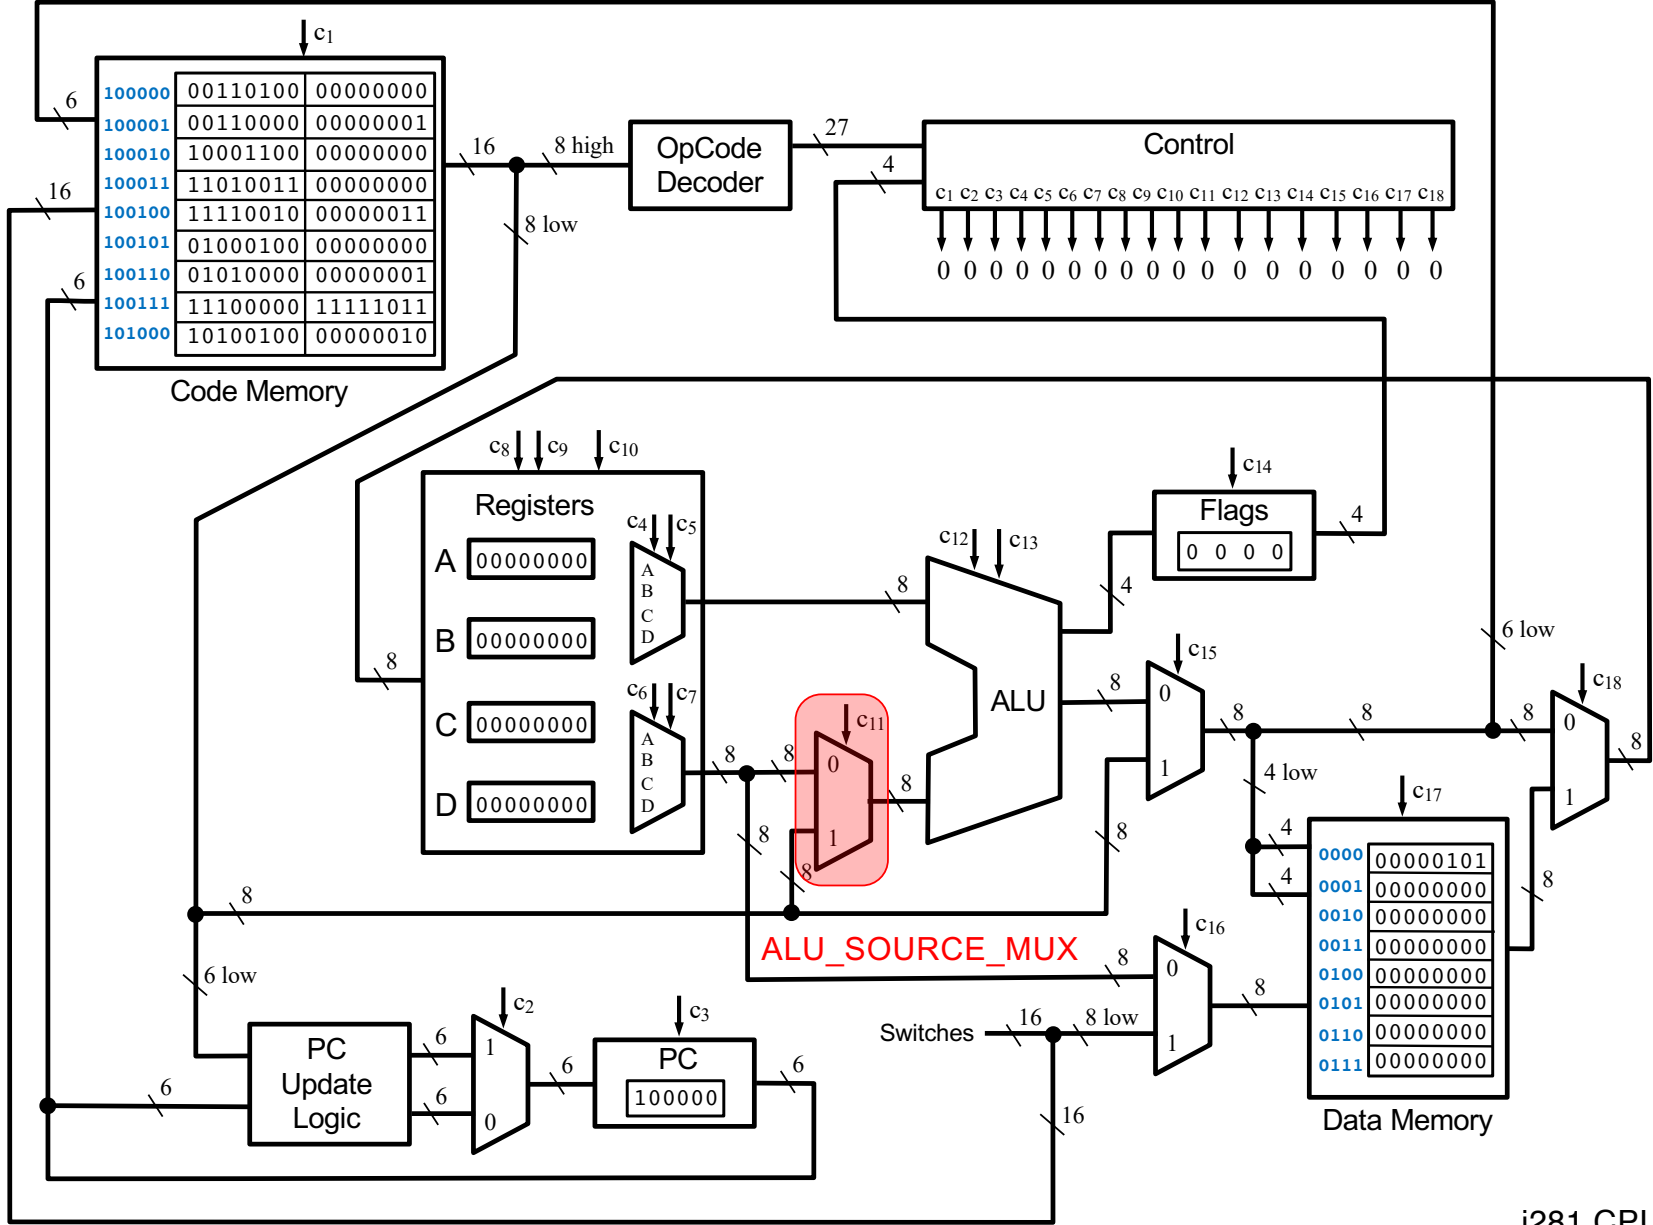 c1
6
100000 00110100 00000000
100001 00110000 00000001
100010 10001100 00000000
100011 11010011 00000000
100100 11110010 00000011
100101 01000100 00000000
100110 01010000 00000001
100111 11100000 11111011
101000 10100100 00000010
16
6
Code Memory
16
8 high
8 low
OpCode
Decoder
27
4
Control
c1 c2 c3 c4 c5 c6 c7 c8 c9 c10 c11 c12 c13 c14 c15 c16 c17 c18
0 0 0 0 0 0 0 0 0 0 0 0 0 0 0 0 0 0
c8 c9 c10
Registers
c4 c5
A 00000000
B 00000000
C 00000000
D 00000000
A
B
C
D
c6 c7
A
B
C
D
8
8
8
8
8
c11
0
1
8
8
8
c12 c13
ALU
4
c14
Flags
0 0 0 0
4
8
c15
0
1
8
8
4 low
8
6 low
8
c18
0
1
8
8
c17
4
4
0000 00000101
0001 00000000
0010 00000000
0011 00000000
0100 00000000
0101 00000000
0110 00000000
0111 00000000
Data Memory
8
ALU_SOURCE_MUX
8
c16
0
1
8
Switches
16
8 low
16
6 low
PC
Update
Logic
6
6
6
c2
1
0
6
c3
PC
100000
6
i281 CPU